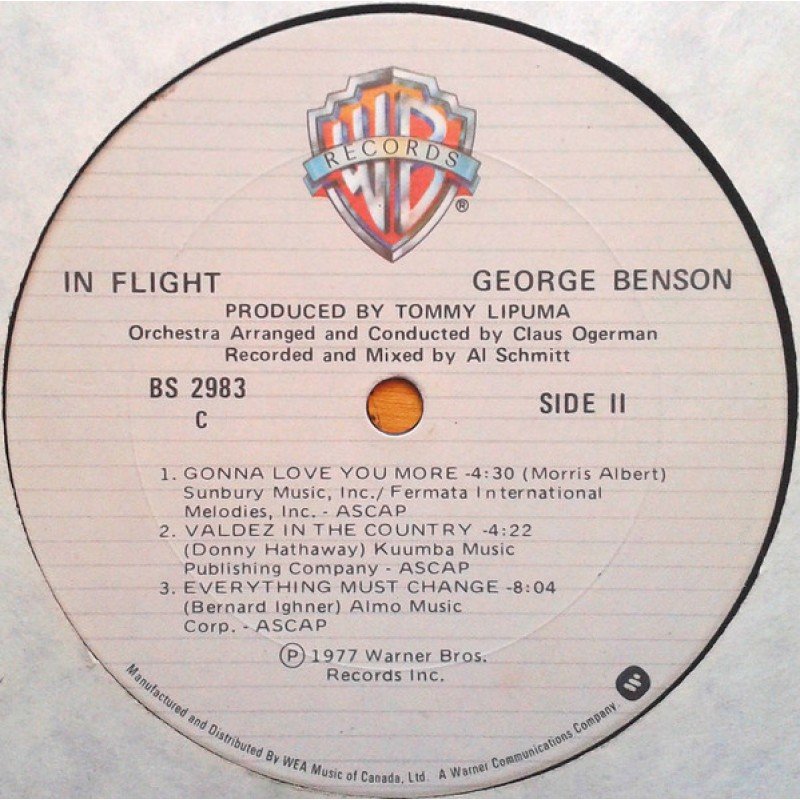 WB
RECORDS
®
IN FLIGHT
GEORGE BENSON
PRODUCED BY TOMMY LIPUMA
Orchestra Arranged and Conducted by Claus Ogerman
Recorded and Mixed by Al Schmitt
BS 2983
C
SIDE II
1. GONNA LOVE YOU MORE -4:30 (Morris Albert)
Sunbury Music, Inc./ Fermata International
Melodies, Inc. - ASCAP
2. VALDEZ IN THE COUNTRY -4:22
(Donny Hathaway) Kuumba Music
Publishing Company - ASCAP
3. EVERYTHING MUST CHANGE -8:04
(Bernard Ighner) Almo Music
Corp. - ASCAP
Ⓟ 1977 Warner Bros.
Records Inc.
Manufactured and Distributed By WEA Music of Canada, Ltd. A Warner Communications Company.